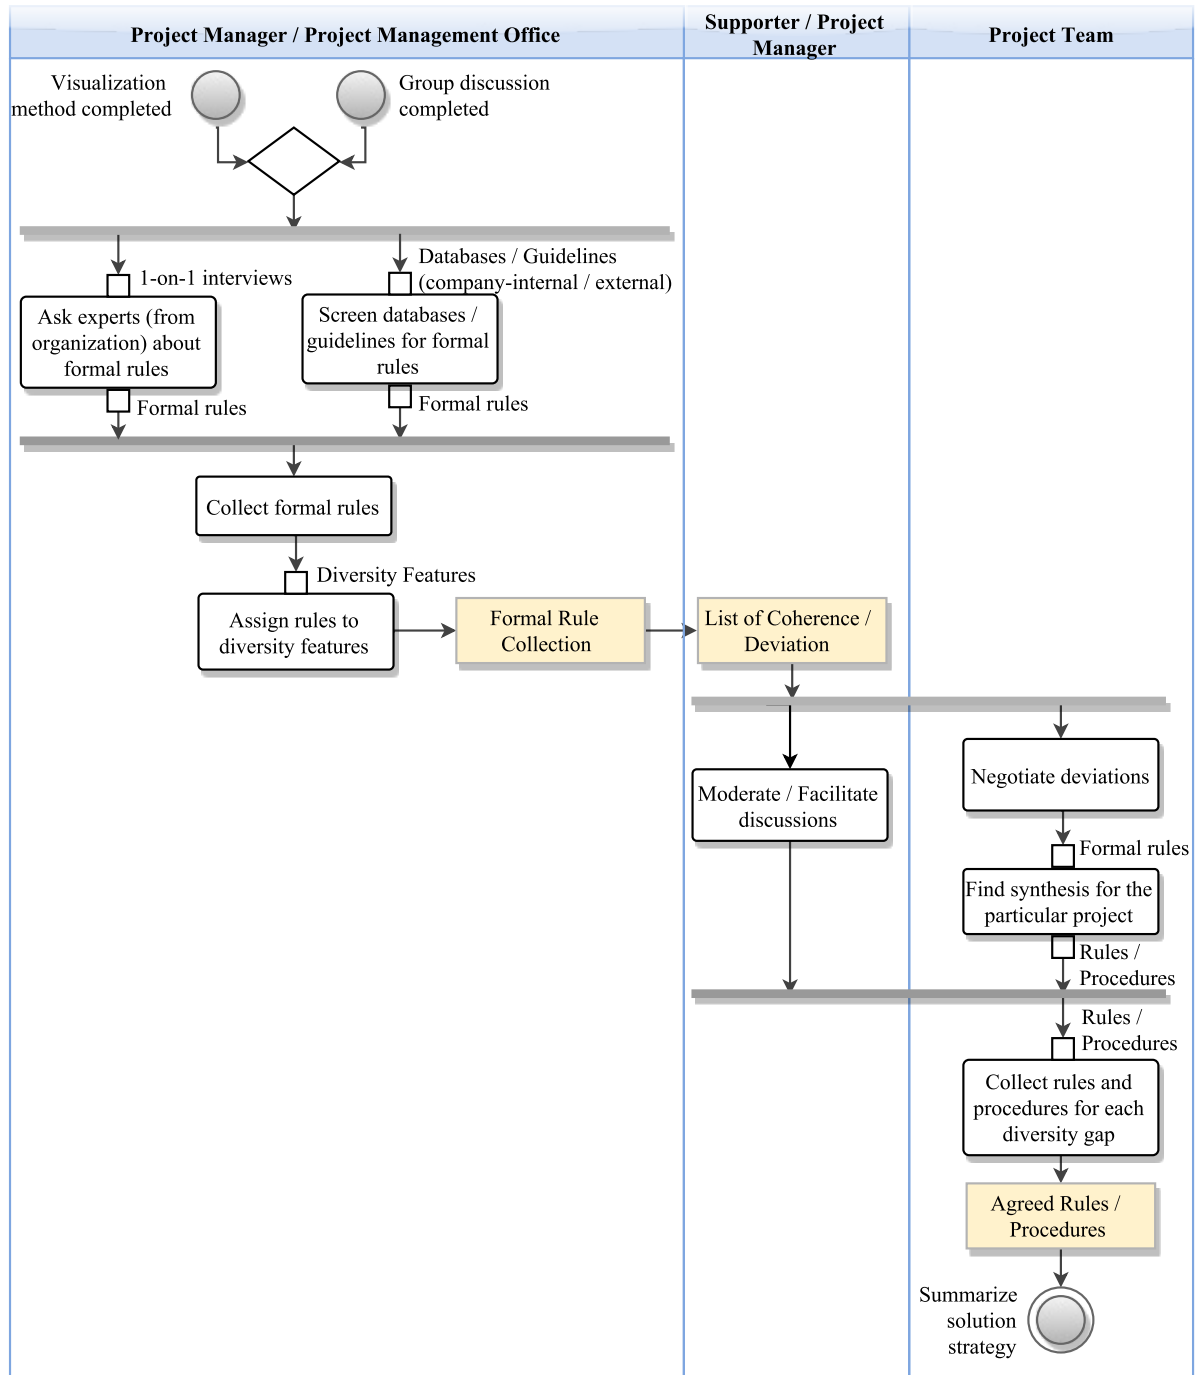 Project Manager / Project Management Office
Supporter / Project
Manager
Project Team
Visualization
method completed
Group discussion
completed
1-on-1 interviews
Databases / Guidelines
(company-internal / external)
Ask experts (from
organization) about
formal rules
Screen databases /
guidelines for formal
rules
Formal rules
Formal rules
Collect formal rules
Diversity Features
Assign rules to
diversity features
Formal Rule
Collection
List of Coherence /
Deviation
Negotiate deviations
Moderate / Facilitate
discussions
Formal rules
Find synthesis for the
particular project
Rules /
Procedures
Rules /
Procedures
Collect rules and
procedures for each
diversity gap
Agreed Rules /
Procedures
Summarize
solution
strategy